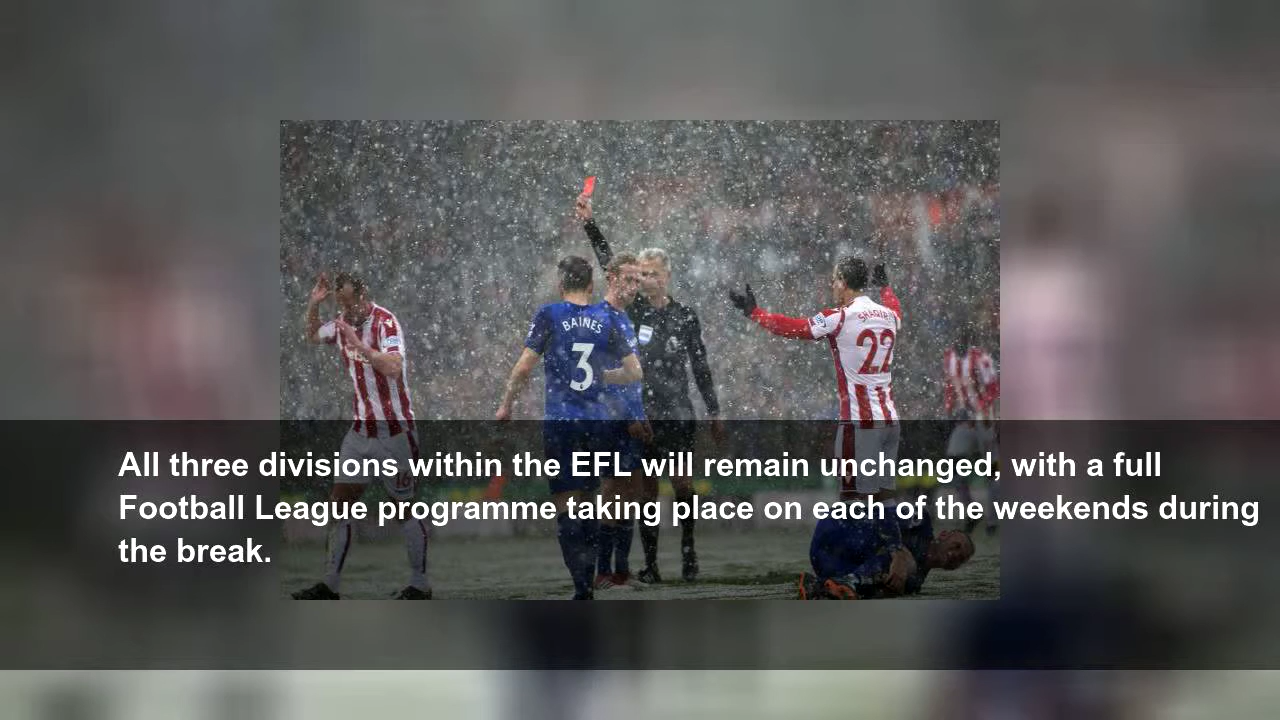 BAINES
3
SHAQIRI
22
All three divisions within the EFL will remain unchanged, with a full
Football League programme taking place on each of the weekends during
the break.